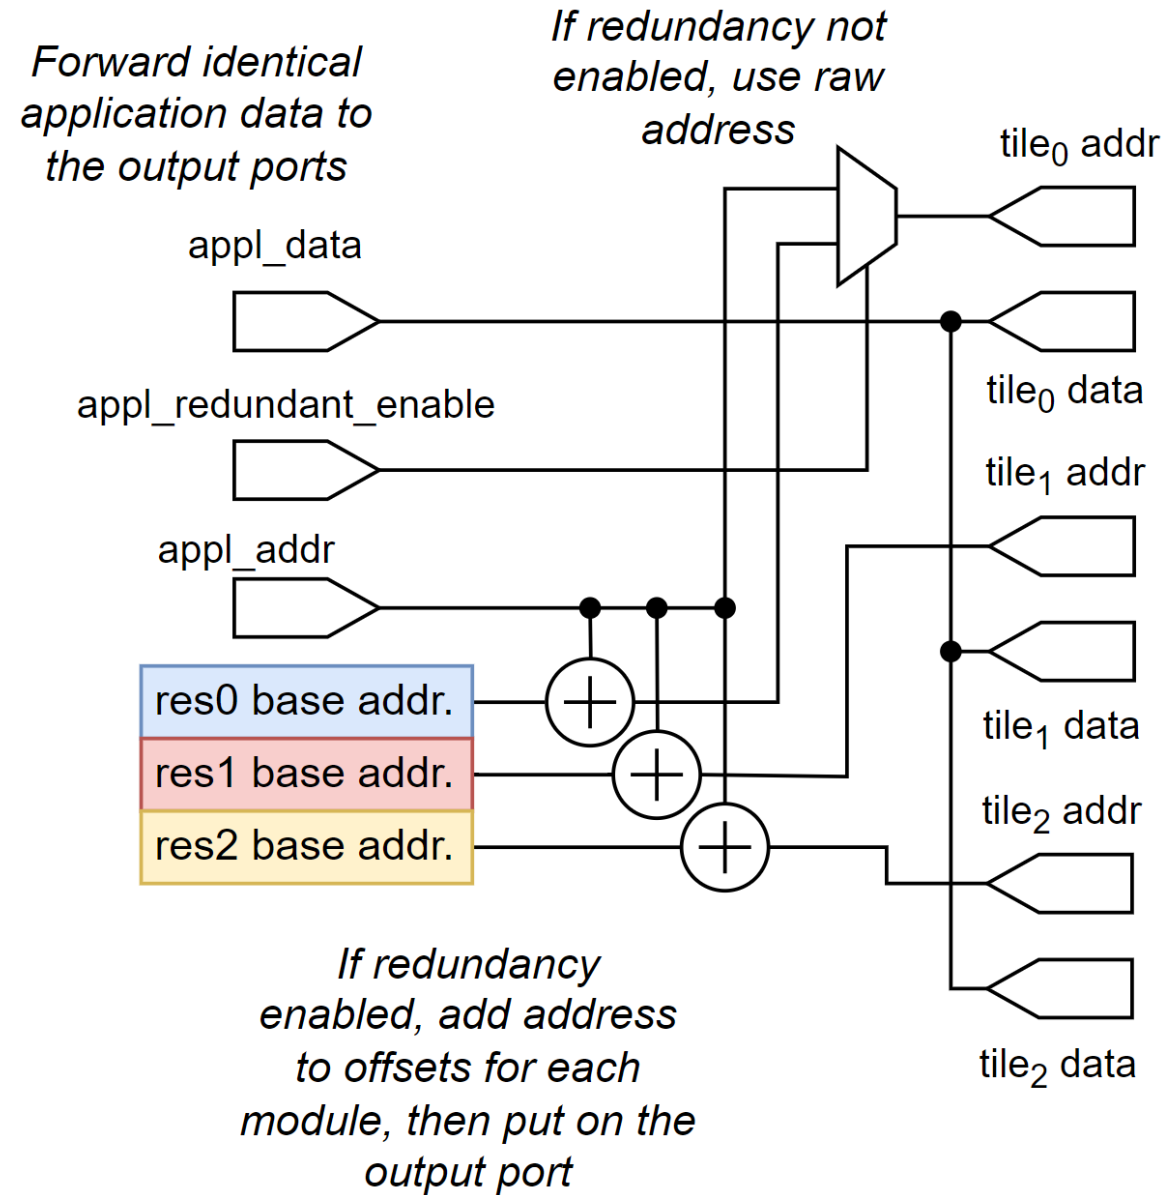 Forward identical
application data to
the output ports
If redundancy not
enabled, use raw
address
tile0 addr
appl_data
tile0 data
appl_redundant_enable
tile1 addr
appl_addr
res0 base addr.
res1 base addr.
res2 base addr.
tile1 data
tile2 addr
If redundancy
enabled, add address
to offsets for each
module, then put on the
output port
tile2 data